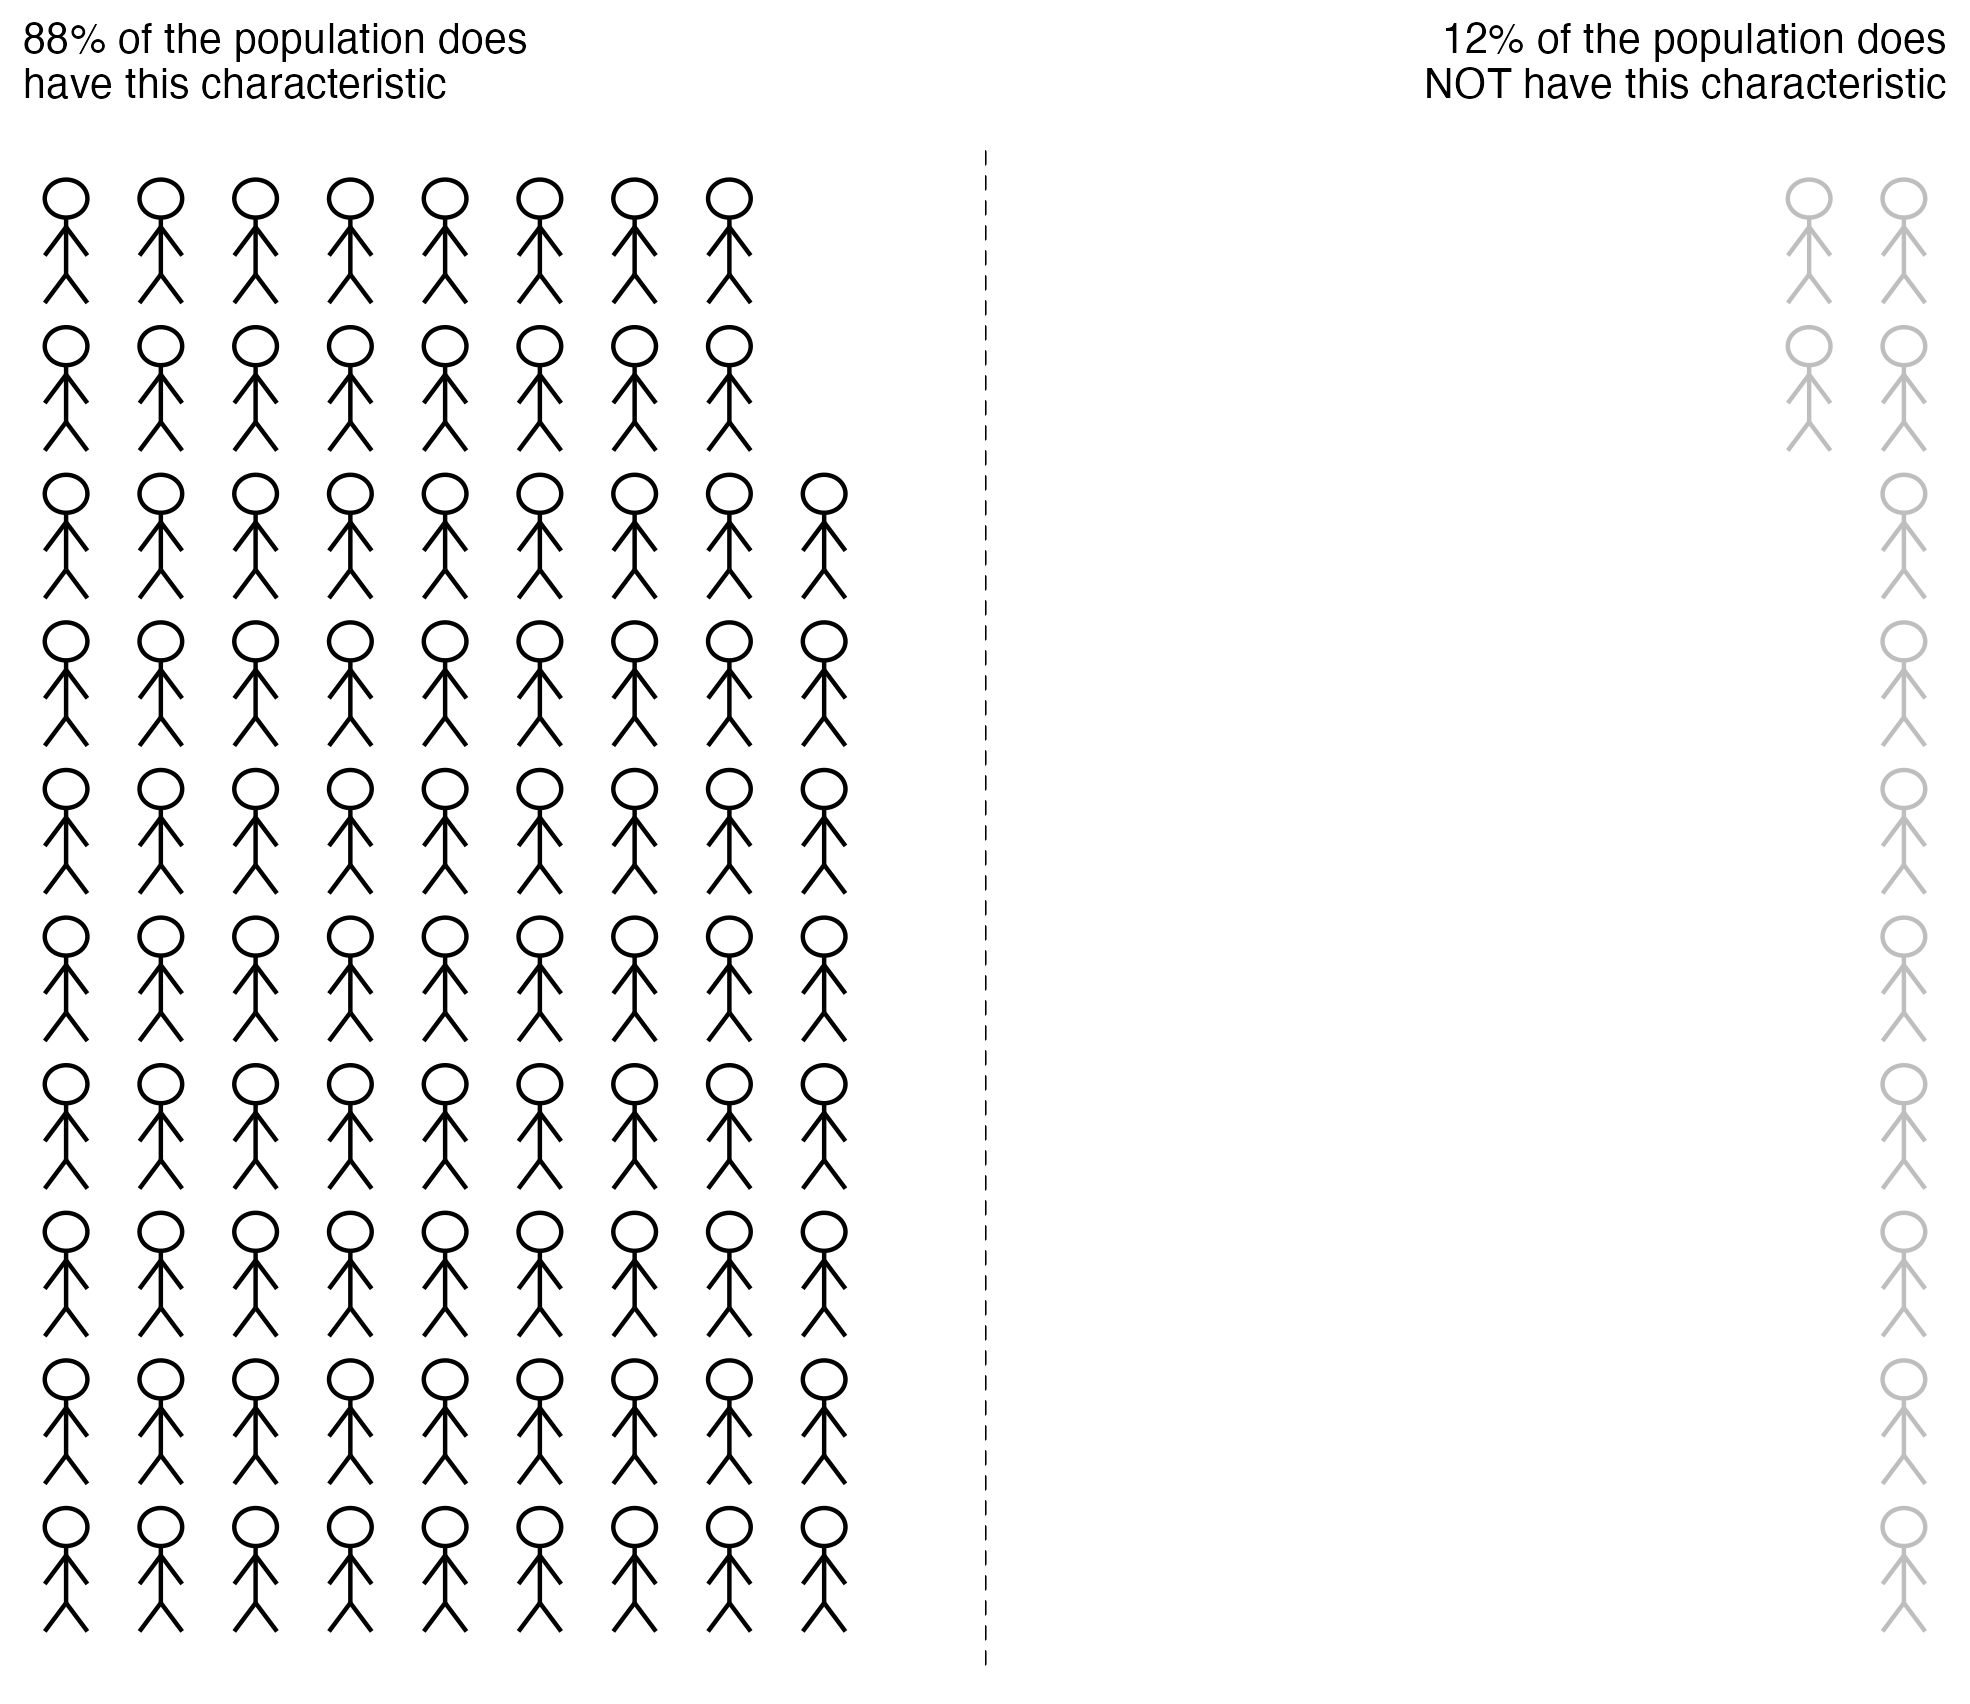 88% of the population does
have this characteristic
12% of the population does
NOT have this characteristic